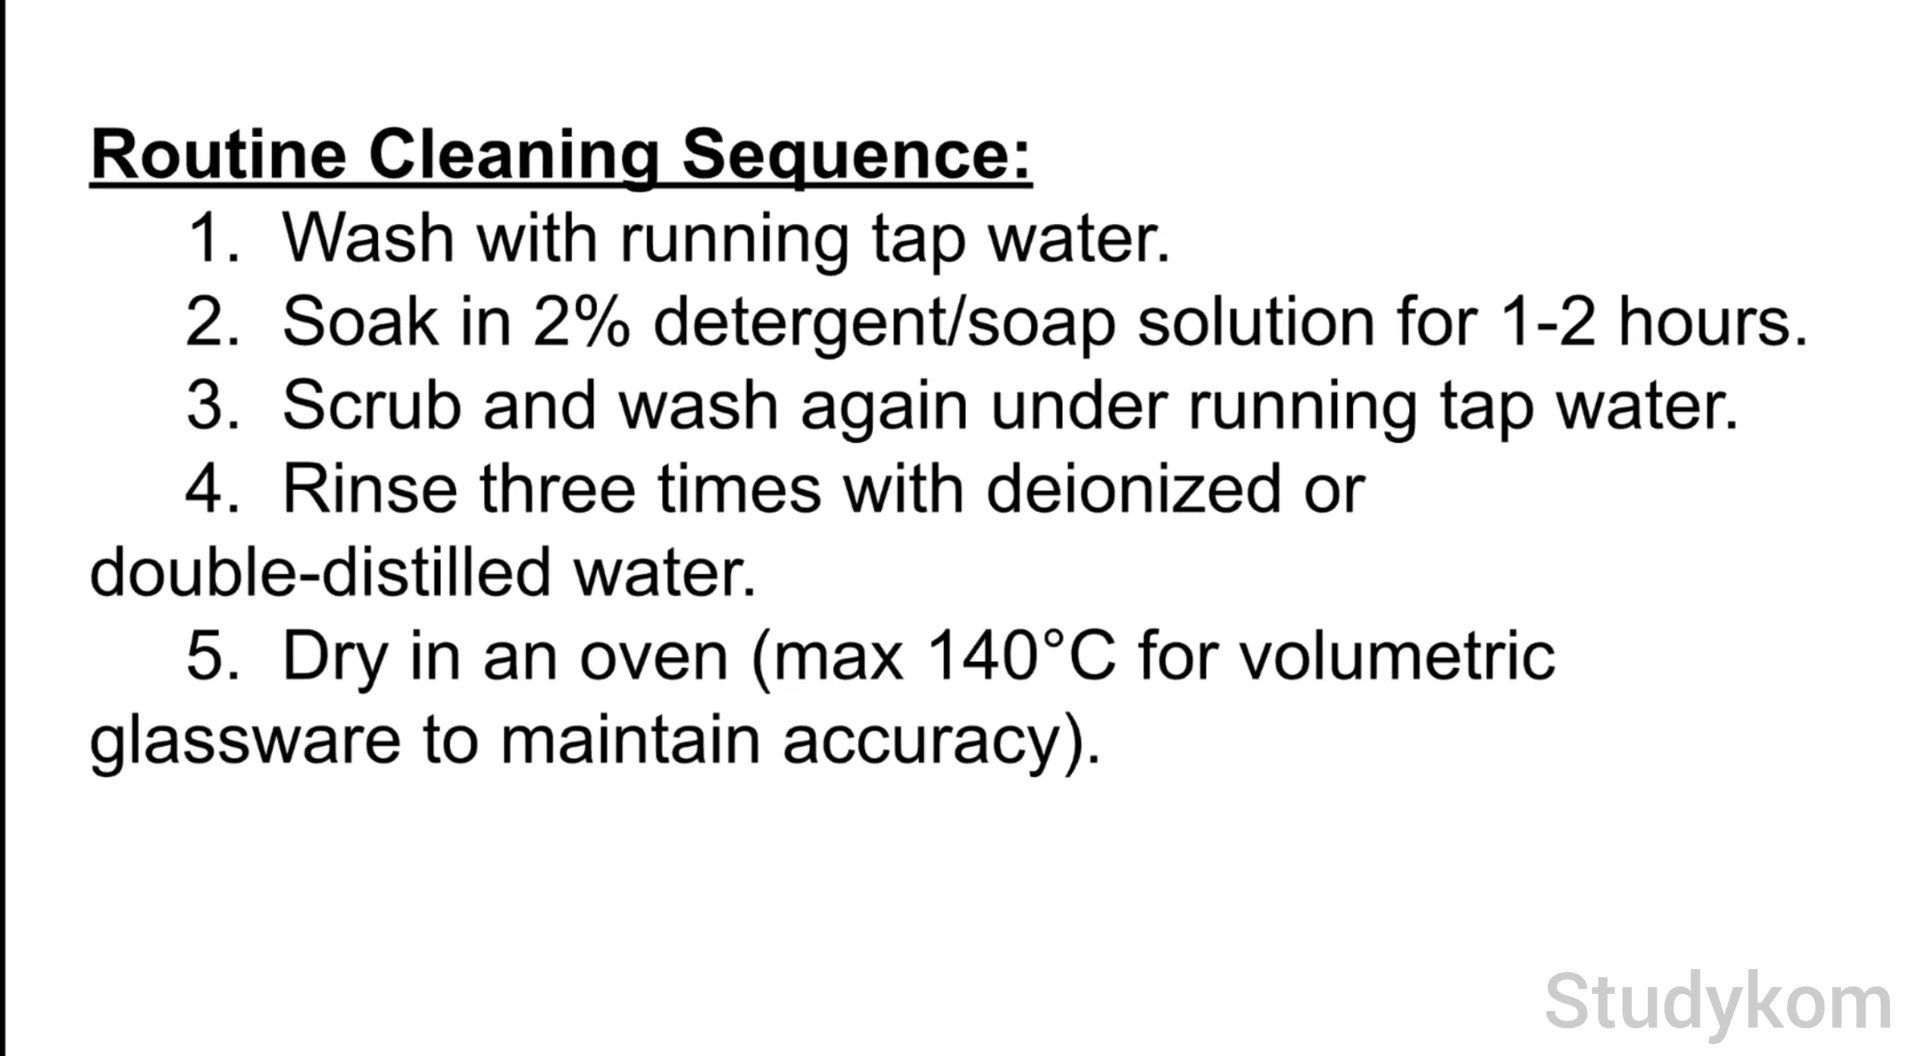 Routine Cleaning Sequence:
1. Wash with running tap water.
2. Soak in 2% detergent/soap solution for 1-2 hours.
3. Scrub and wash again under running tap water.
4. Rinse three times with deionized or
double-distilled water.
5. Dry in an oven (max 140°C for volumetric
glassware to maintain accuracy).
Studykom